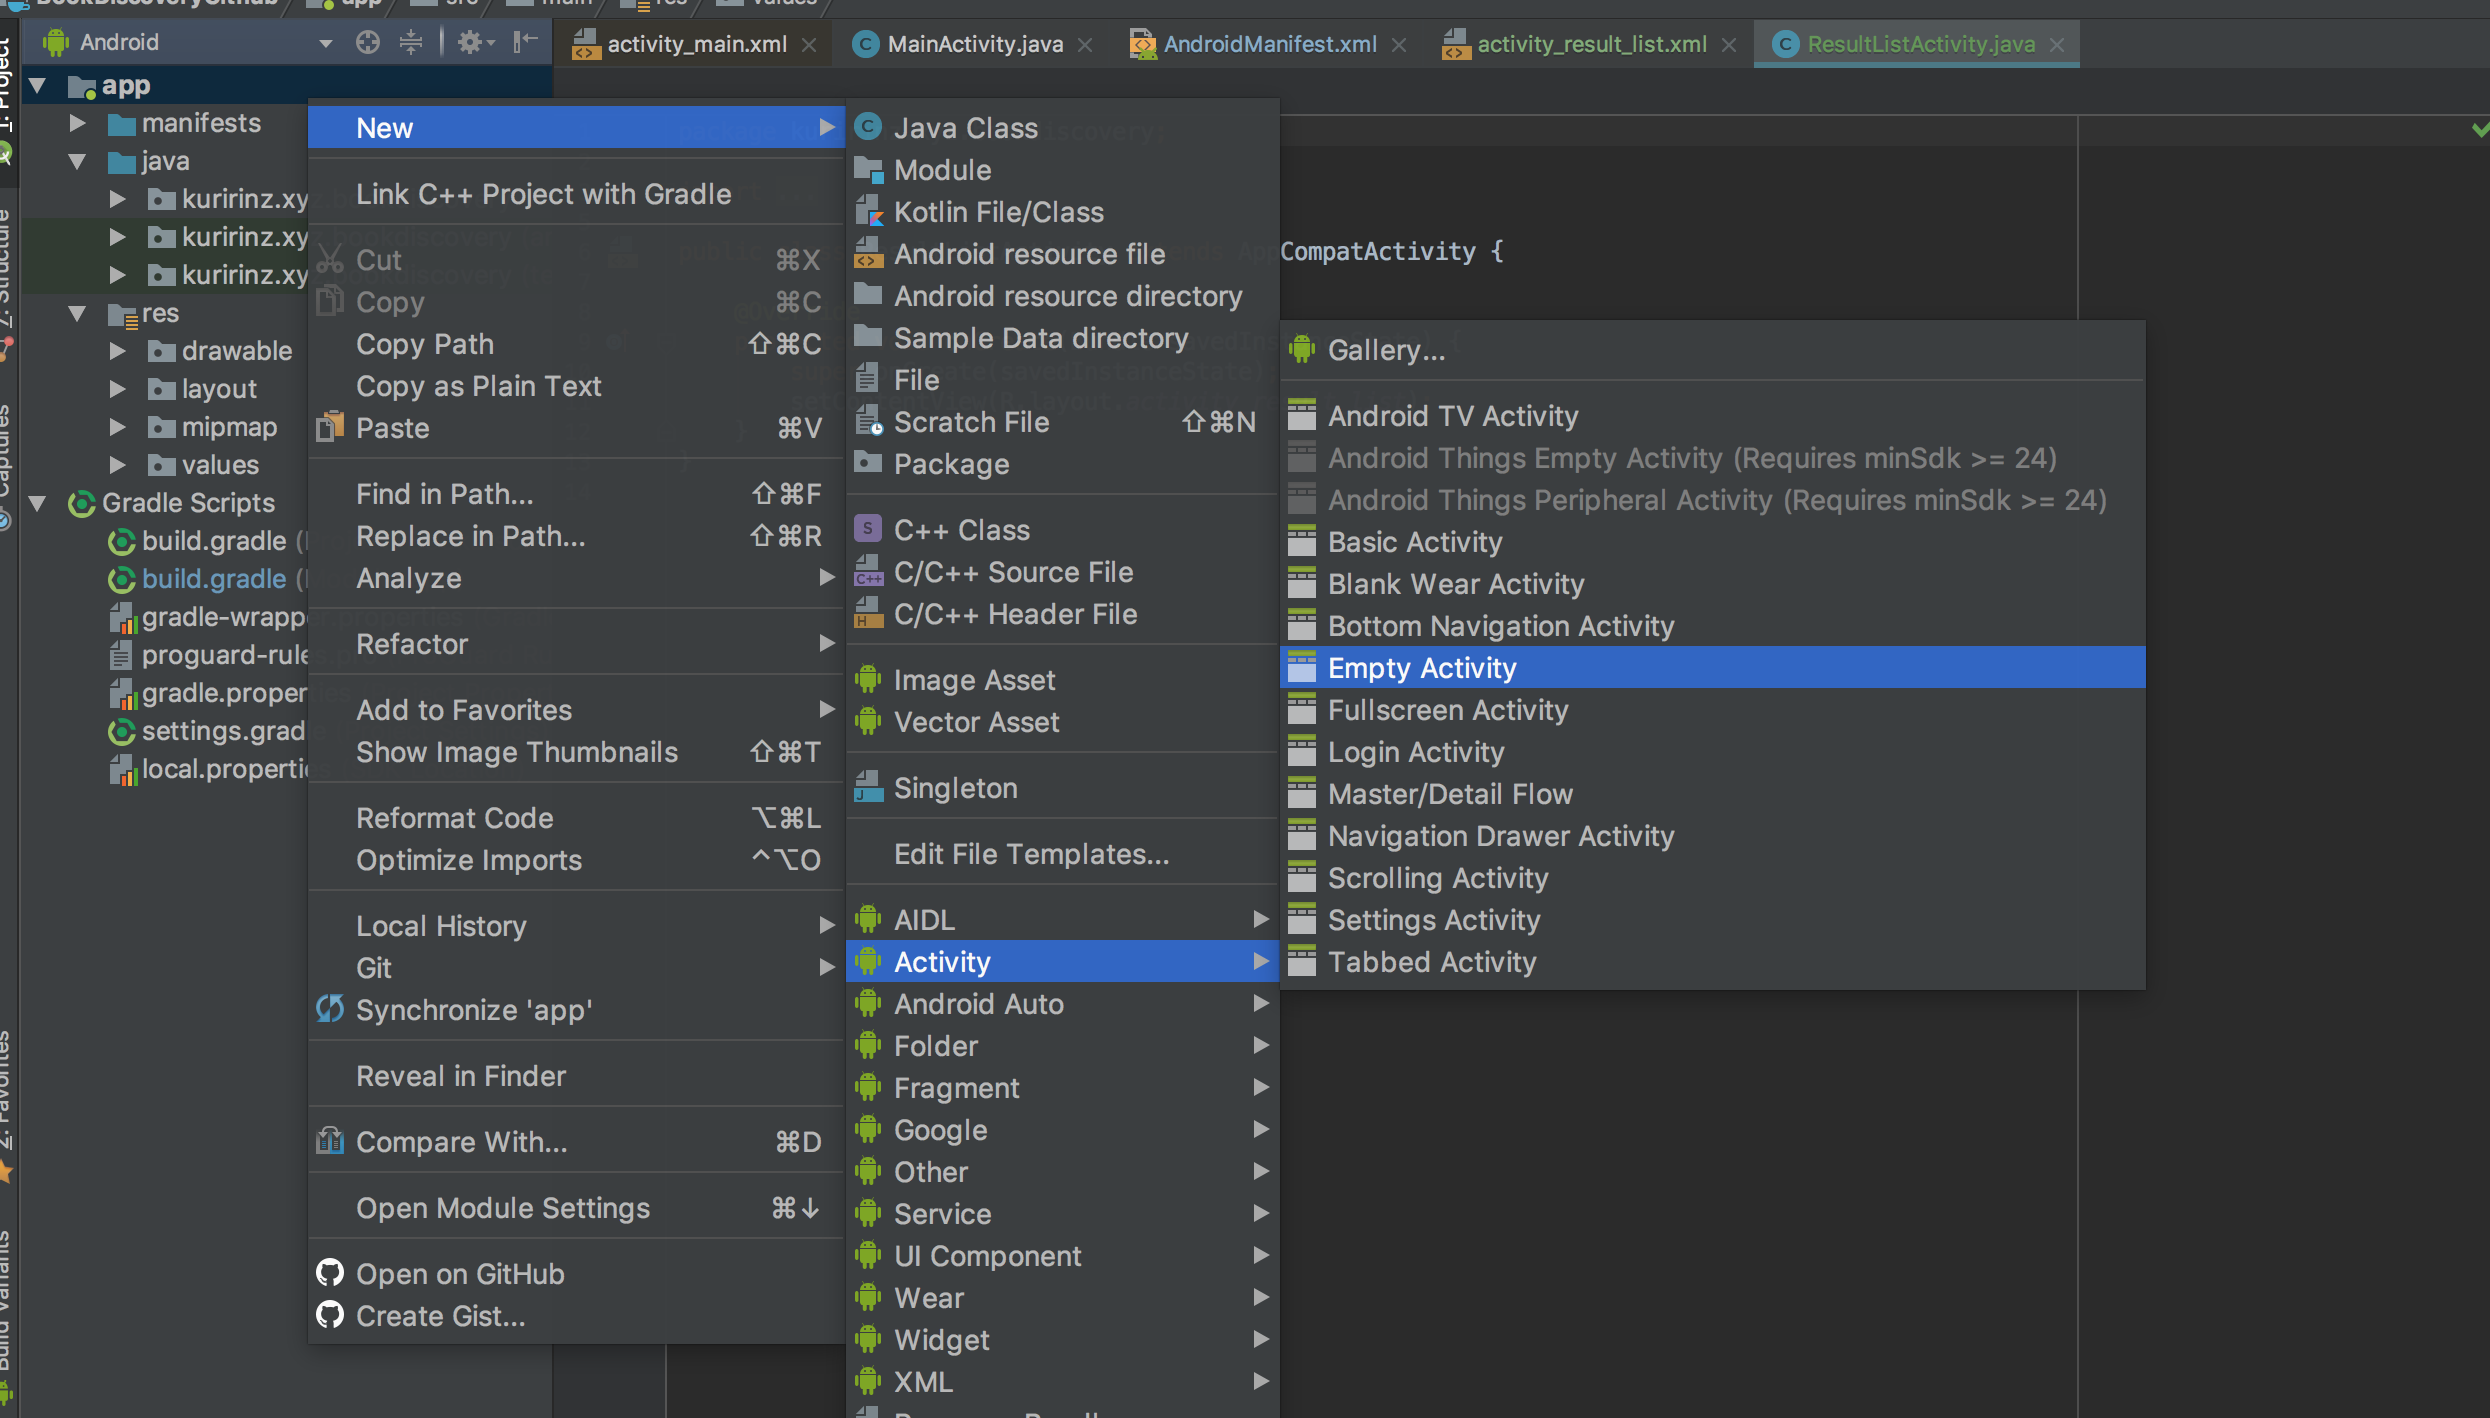 BookDiscoveryGithub
app
src
main
res
values
Android
activity_main.xml
MainActivity.java
AndroidManifest.xml
activity_result_list.xml
ResultListActivity.java
1: Project
7: Structure
Captures
2: Favorites
Build Variants
app
manifests
java
kuririnz.xyz
kuririnz.xy
kuririnz.xy
res
drawable
layout
mipmap
values
Gradle Scripts
build.gradle
build.gradle
gradle-wrapper.properties
proguard-rules
gradle.properties
settings.gradle
local.properties
New
Link C++ Project with Gradle
Cut ⌘X
Copy ⌘C
Copy Path ⇧⌘C
Copy as Plain Text
Paste ⌘V
Find in Path... ⇧⌘F
Replace in Path... ⇧⌘R
Analyze
Refactor
Add to Favorites
Show Image Thumbnails ⇧⌘T
Reformat Code ⌥⌘L
Optimize Imports ^⌥O
Local History
Git
Synchronize 'app'
Reveal in Finder
Compare With... ⌘D
Open Module Settings ⌘↓
Open on GitHub
Create Gist...
Java Class
Module
Kotlin File/Class
Android resource file
Android resource directory
Sample Data directory
File
Scratch File ⇧⌘N
Package
C++ Class
C/C++ Source File
C/C++ Header File
Image Asset
Vector Asset
Singleton
Edit File Templates...
AIDL
Activity
Android Auto
Folder
Fragment
Google
Other
Service
UI Component
Wear
Widget
XML
CompatActivity {
Gallery...
Android TV Activity
Android Things Empty Activity (Requires minSdk >= 24)
Android Things Peripheral Activity (Requires minSdk >= 24)
Basic Activity
Blank Wear Activity
Bottom Navigation Activity
Empty Activity
Fullscreen Activity
Login Activity
Master/Detail Flow
Navigation Drawer Activity
Scrolling Activity
Settings Activity
Tabbed Activity